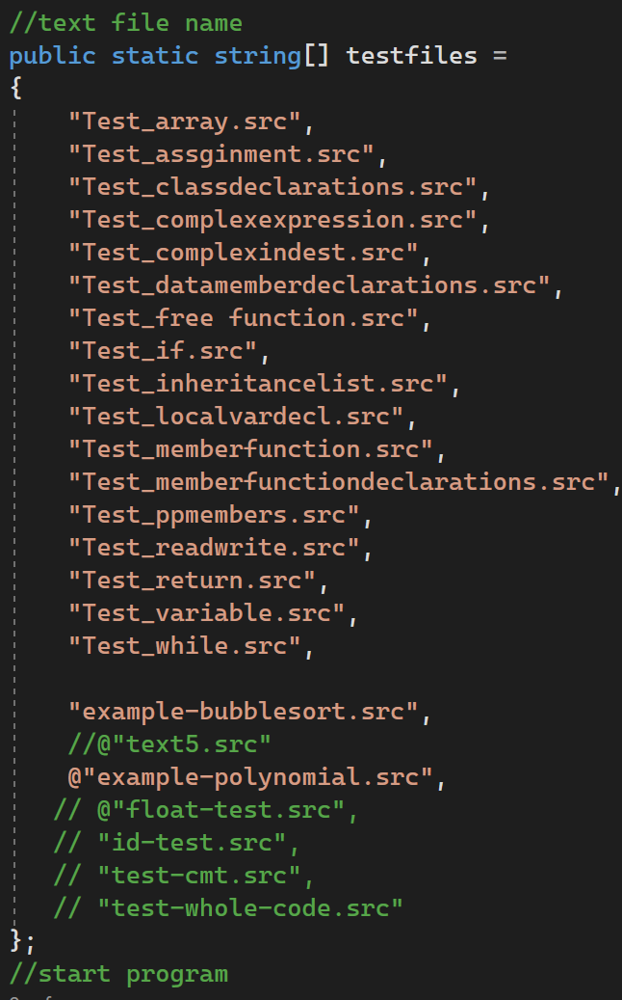 //text file name
public static string[] testfiles =
{
"Test_array.src",
"Test_assginment.src",
"Test_classdeclarations.src",
"Test_complexexpression.src",
"Test_complexindest.src",
"Test_datamemberdeclarations.src",
"Test_free function.src",
"Test_if.src",
"Test_inheritancelist.src",
"Test_localvardecl.src",
"Test_memberfunction.src",
"Test_memberfunctiondeclarations.src",
"Test_ppmembers.src",
"Test_readwrite.src",
"Test_return.src",
"Test_variable.src",
"Test_while.src",
"example-bubblesort.src",
//@"text5.src"
@"example-polynomial.src",
// @"float-test.src",
// "id-test.src",
// "test-cmt.src",
// "test-whole-code.src"
};
//start program